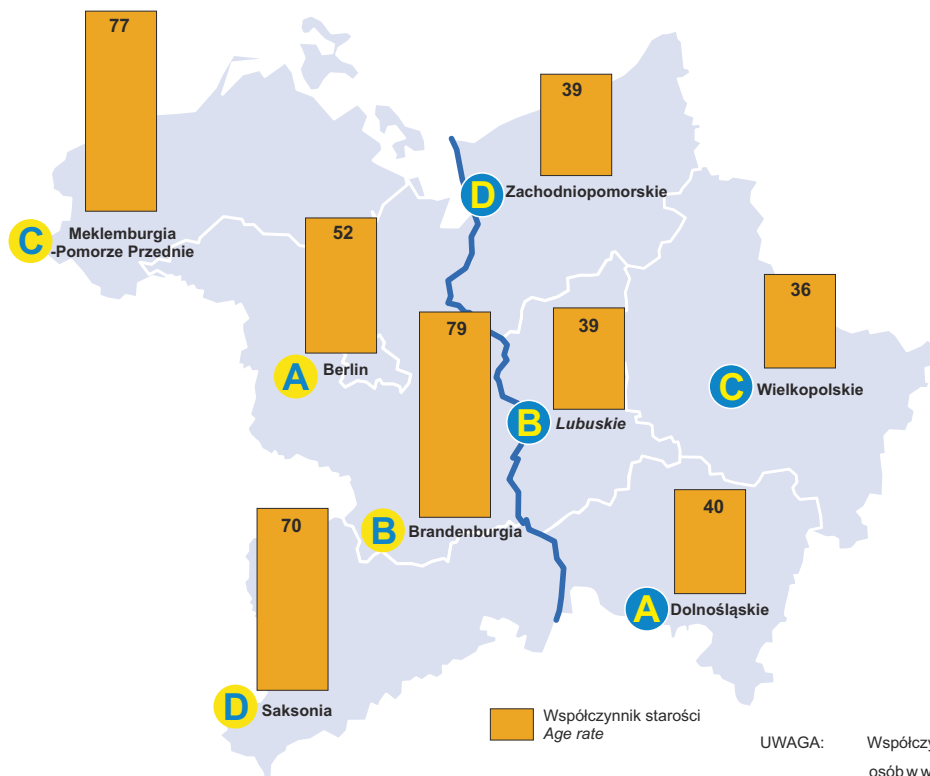 77
39
D
Zachodniopomorskie
C
Meklemburgia
-Pomorze Przednie
52
36
79
39
A
Berlin
C
Wielkopolskie
B
Lubuskie
40
70
B
Brandenburgia
A
Dolnośląskie
D
Saksonia
Współczynnik starości
Age rate
UWAGA:
osób w w